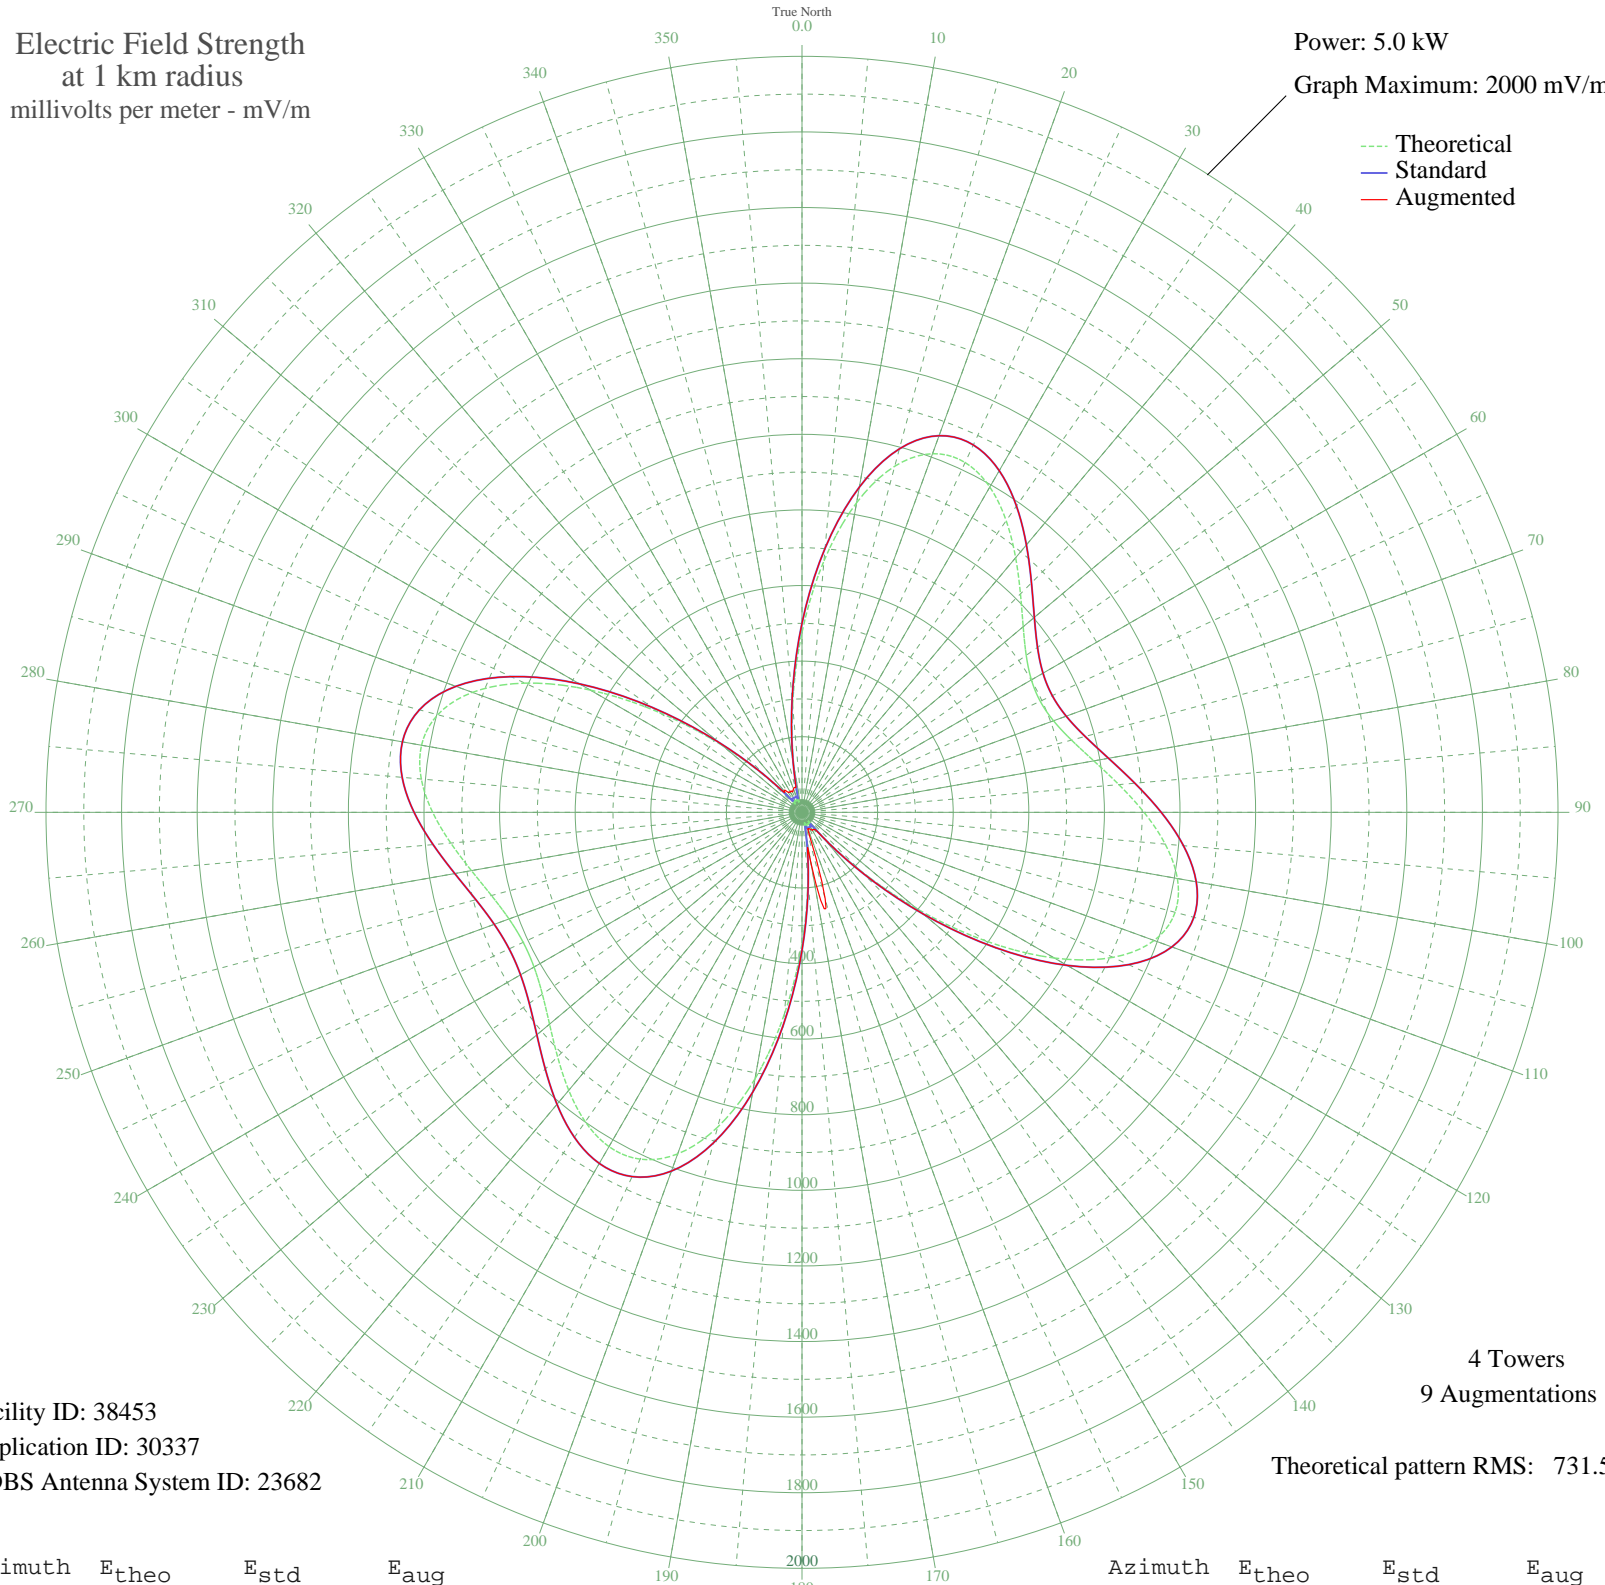 True North
Electric Field Strength
at 1 km radius
millivolts per meter - mV/m
Power: 5.0 kW
Graph Maximum: 2000 mV/m
Theoretical
Standard
Augmented
0.0
10
20
30
40
50
60
70
80
90
100
110
120
130
140
150
160
170
190
200
210
220
230
240
250
260
270
280
290
300
310
320
330
340
350
400
600
800
1000
1200
1400
1600
1800
2000
4 Towers
9 Augmentations
Theoretical pattern RMS: 731.5
cility ID: 38453
plication ID: 30337
DBS Antenna System ID: 23682
imuth Etheo Estd Eaug
Azimuth Etheo Estd Eaug